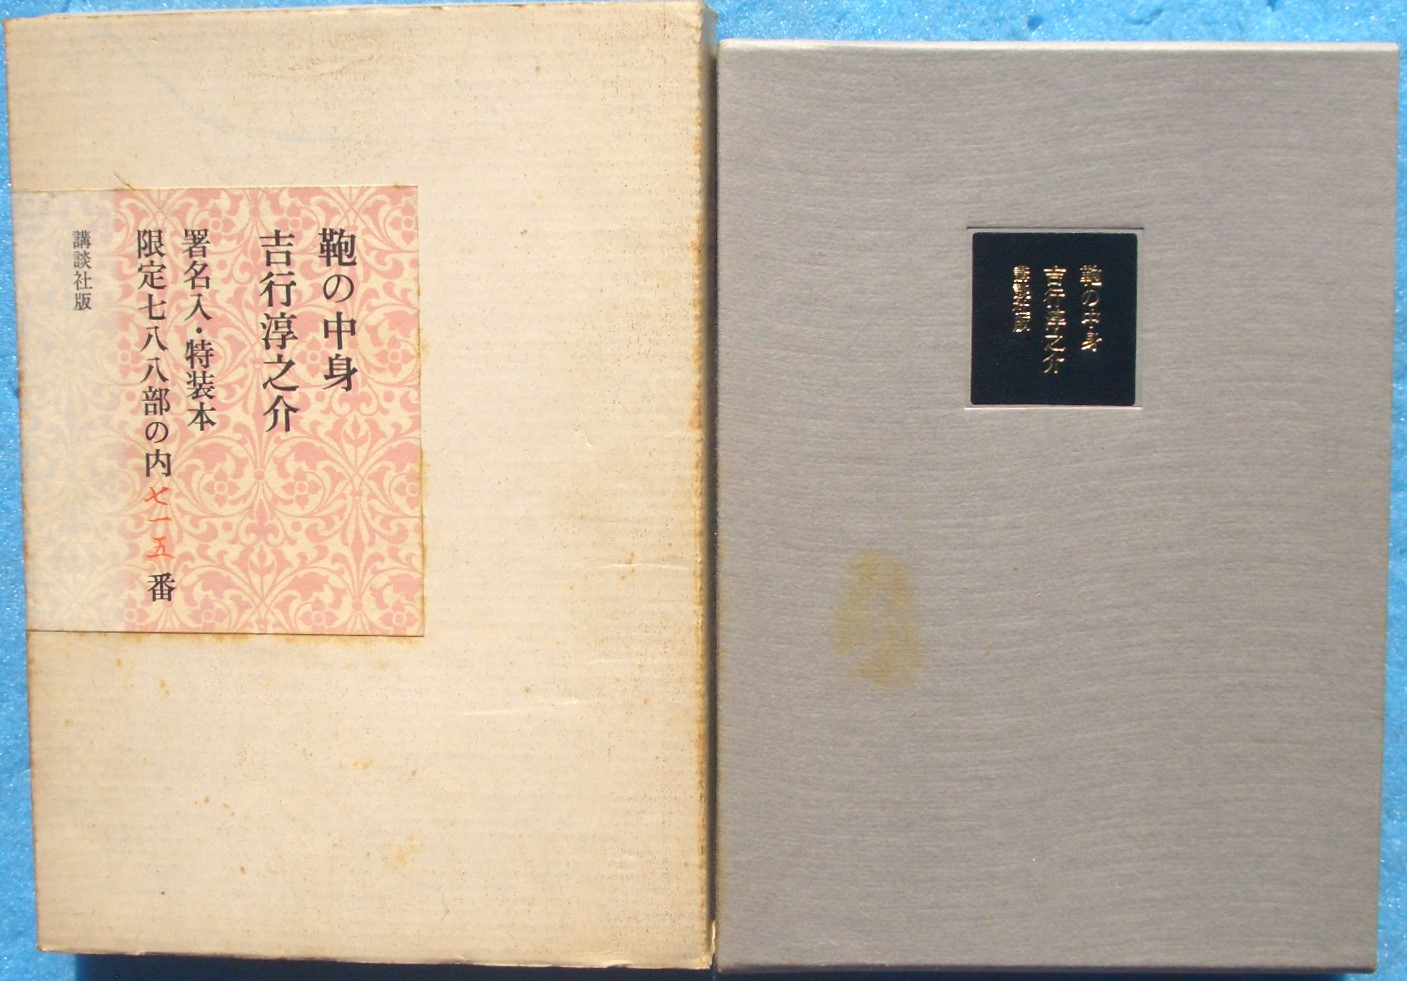 鞄の中身
吉行淳之介
署名入・特装本
限定七八八部の内七一五番
講談社版
鞄の中身
吉行淳之介
講談社版